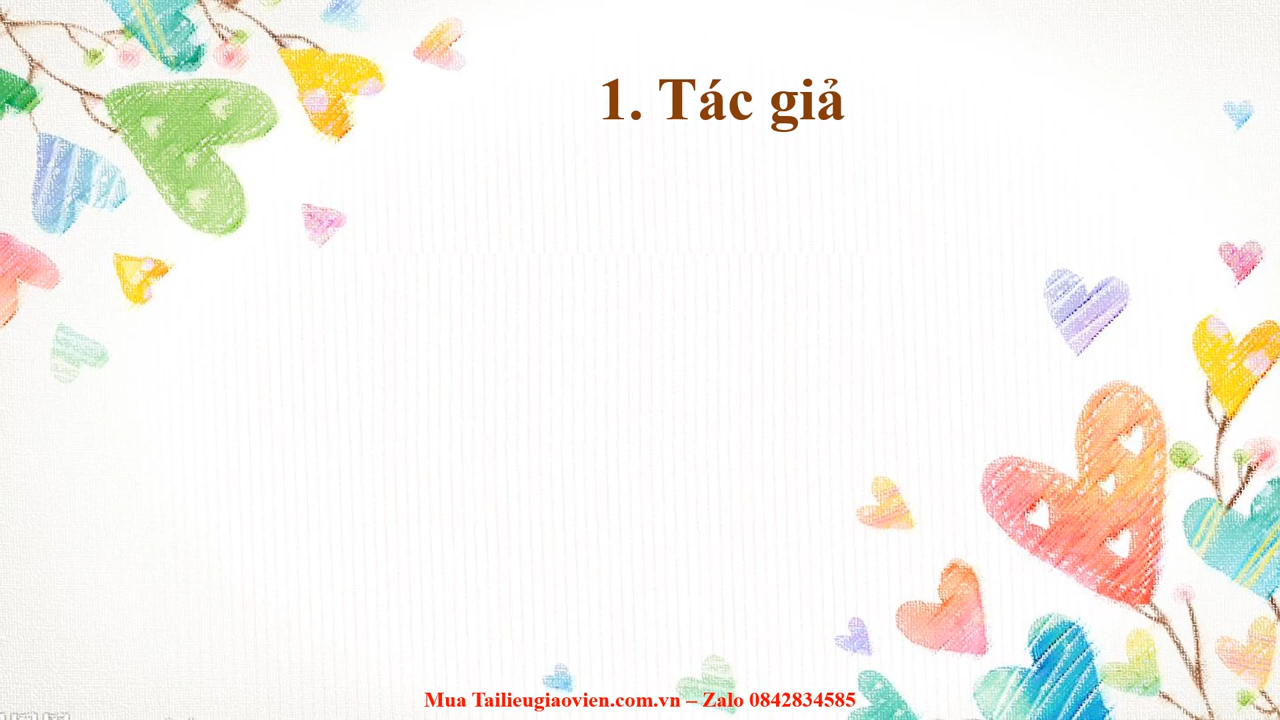 1. Tác giả
Mua Tailieugiaovien.com.vn – Zalo 0842834585